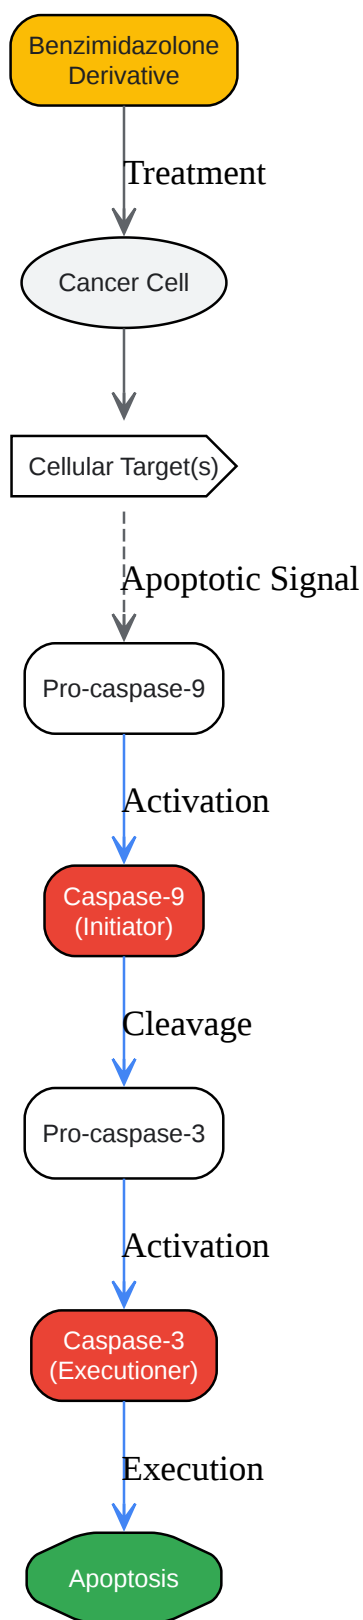 Benzimidazolone
Derivative
Treatment
Cancer Cell
Cellular Target(s)
Apoptotic Signal
Pro-caspase-9
Activation
Caspase-9
(Initiator)
Cleavage
Pro-caspase-3
Activation
Caspase-3
(Executioner)
Execution
Apoptosis